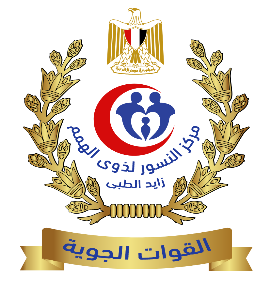 مركز النسور لذوى الهمم
زايد الطبى
القوات الجوية